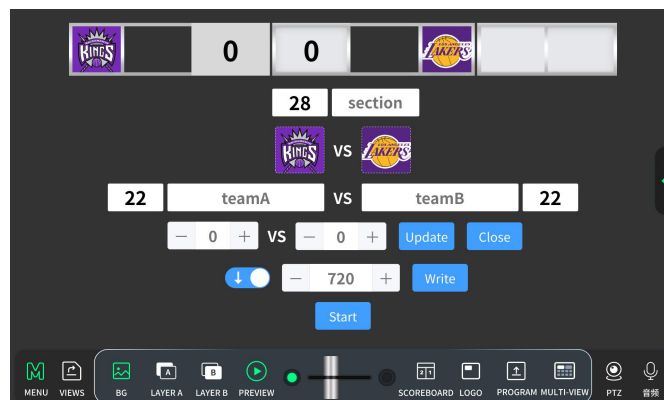 KINGS 0 0 LOS ANGELES LAKERS
28 section
KINGS VS LAKERS
22 teamA VS teamB 22
0 VS 0 Update Close
720 Write
Start
MENU VIEWS BG LAYER A LAYER B PREVIEW SCOREBOARD LOGO PROGRAM MULTI-VIEW PTZ 音频